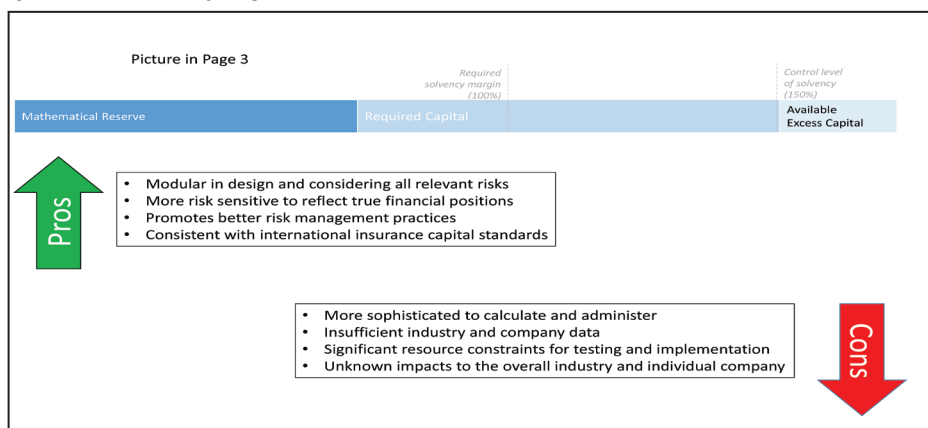 Picture in Page 3
Required
solvency margin
(100%)
Control level
of solvency
(150%)
Mathematical Reserve
Required Capital
Available
Excess Capital
Pros
• Modular in design and considering all relevant risks
• More risk sensitive to reflect true financial positions
• Promotes better risk management practices
• Consistent with international insurance capital standards
• More sophisticated to calculate and administer
• Insufficient industry and company data
• Significant resource constraints for testing and implementation
• Unknown impacts to the overall industry and individual company
Cons